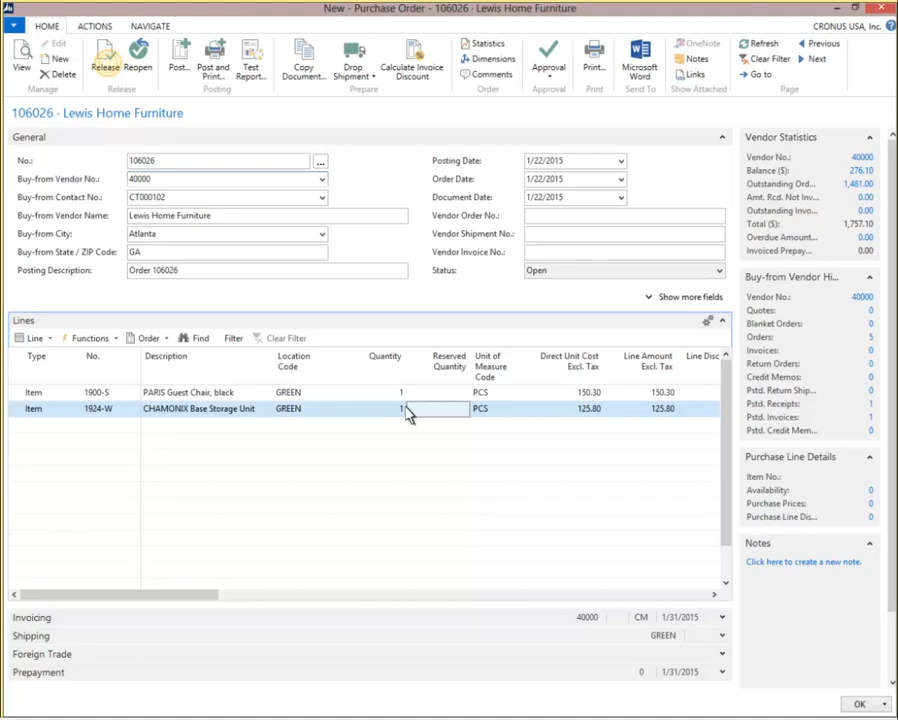 New - Purchase Order - 106026 · Lewis Home Furniture
HOME ACTIONS NAVIGATE CRONUS USA, Inc.
View Edit New Delete Manage
Release Reopen Release
Post... Post and Print... Test Report... Posting
Copy Document... Drop Shipment Calculate Invoice Discount Prepare
Statistics Dimensions Comments Order
Approval Approval
Print... Print
Microsoft Word Send To
OneNote Notes Links Show Attached
Refresh Clear Filter Go to Previous Next Page
106026 · Lewis Home Furniture
General
No.: 106026 ...
Buy-from Vendor No.: 40000
Buy-from Contact No.: CT000102
Buy-from Vendor Name: Lewis Home Furniture
Buy-from City: Atlanta
Buy-from State / ZIP Code: GA
Posting Description: Order 106026
Posting Date: 1/22/2015
Order Date: 1/22/2015
Document Date: 1/22/2015
Vendor Order No.:
Vendor Shipment No.:
Vendor Invoice No.:
Status: Open
Show more fields
Lines
Line Functions Order Find Filter Clear Filter
Type No. Description Location Code Quantity Reserved Quantity Unit of Measure Code Direct Unit Cost Excl. Tax Line Amount Excl. Tax Line Disc
Item 1900-S PARIS Guest Chair, black GREEN 1 PCS 150.30 150.30
Item 1924-W CHAMONIX Base Storage Unit GREEN 1 PCS 125.80 125.80
Invoicing 40000 CM 1/31/2015
Shipping GREEN
Foreign Trade
Prepayment 0 1/31/2015
Vendor Statistics
Vendor No.: 40000
Balance ($): 276.10
Outstanding Ord... 1,481.00
Amt. Rcd. Not Inv... 0.00
Outstanding Invo... 0.00
Total ($): 1,757.10
Overdue Amount... 0.00
Invoiced Prepay... 0.00
Buy-from Vendor Hi...
Vendor No.: 40000
Quotes: 0
Blanket Orders: 0
Orders: 5
Invoices: 0
Return Orders: 0
Credit Memos: 0
Pstd. Return Ship... 0
Pstd. Receipts: 1
Pstd. Invoices: 1
Pstd. Credit Mem... 0
Purchase Line Details
Item No.:
Availability: 0
Purchase Prices: 0
Purchase Line Dis... 0
Notes
Click here to create a new note.
OK